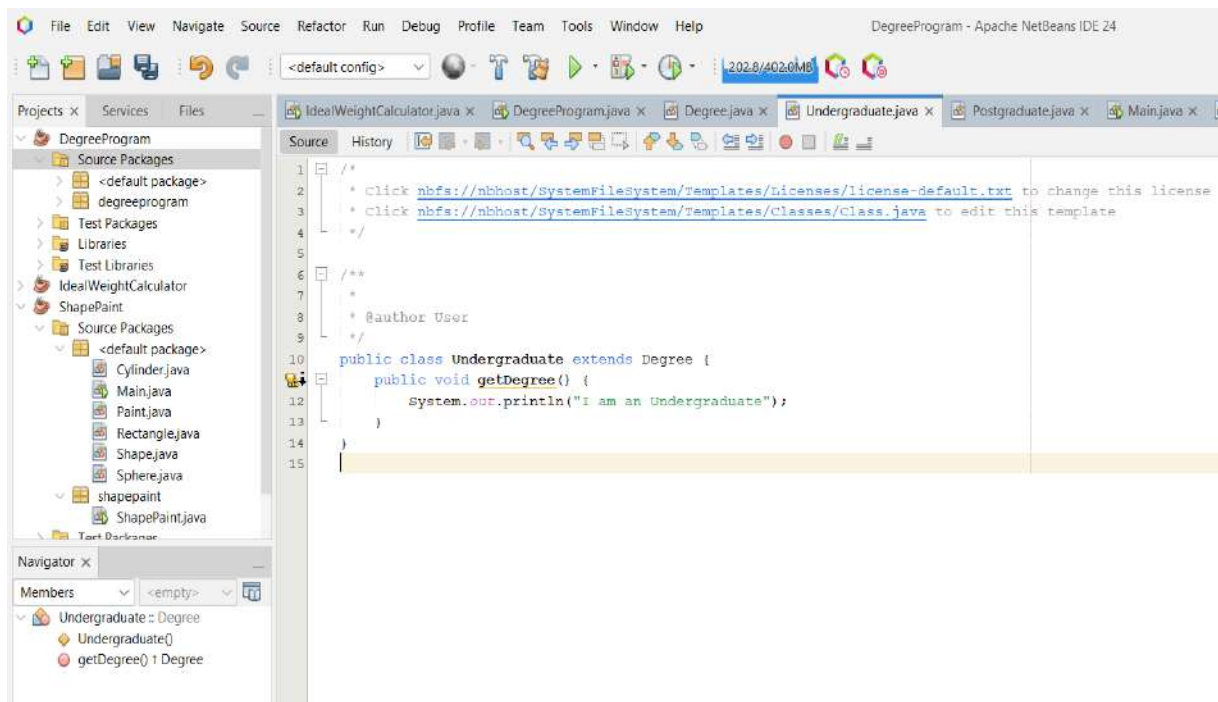 File Edit View Navigate Source Refactor Run Debug Profile Team Tools Window Help DegreeProgram - Apache NetBeans IDE 24
<default config> 202.8/402.0MB
Projects Services Files
IdealWeightCalculator.java DegreeProgram.java Degree.java Undergraduate.java Postgraduate.java Main.java
Source History
DegreeProgram
Source Packages
<default package>
degreeprogram
Test Packages
Libraries
Test Libraries
IdealWeightCalculator
ShapePaint
Source Packages
<default package>
Cylinder.java
Main.java
Paint.java
Rectangle.java
Shape.java
Sphere.java
shapepaint
ShapePaint.java
Test Packages
Navigator
Members <empty>
Undergraduate :: Degree
Undergraduate()
getDegree() ↑ Degree
1 /*
2 * Click nbfs://nbhost/SystemFileSystem/Templates/Licenses/license-default.txt to change this license
3 * Click nbfs://nbhost/SystemFileSystem/Templates/Classes/Class.java to edit this template
4 */
5
6 /**
7 *
8 * @author User
9 */
10 public class Undergraduate extends Degree {
public void getDegree() {
12 System.out.println("I am an Undergraduate");
13 }
14 }
15